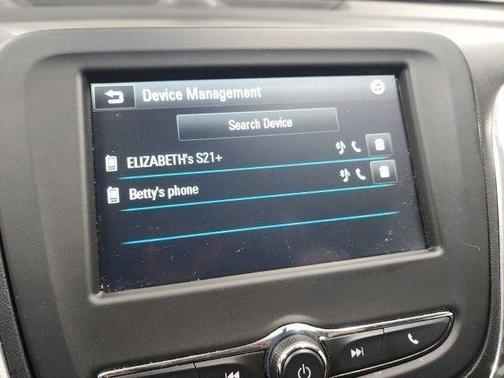 Device Management
Search Device
ELIZABETH's S21+
Betty's phone